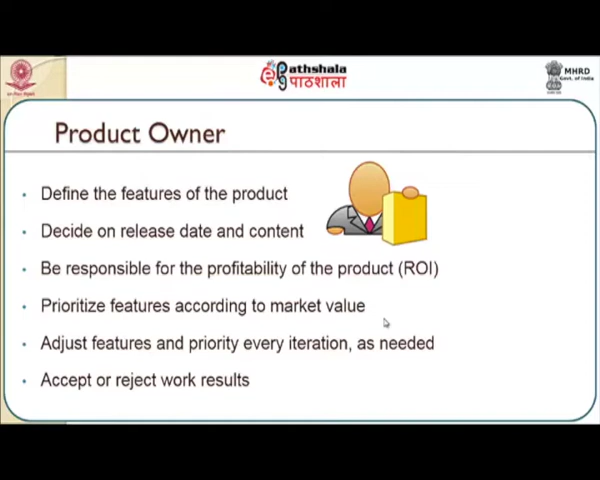 Pathshala
पाठशाला
MHRD
Govt. of India
Product Owner
Define the features of the product
Decide on release date and content
Be responsible for the profitability of the product (ROI)
Prioritize features according to market value
Adjust features and priority every iteration, as needed
Accept or reject work results